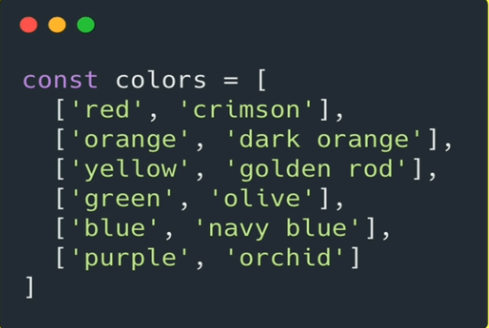 const colors = [
  ['red', 'crimson'],
  ['orange', 'dark orange'],
  ['yellow', 'golden rod'],
  ['green', 'olive'],
  ['blue', 'navy blue'],
  ['purple', 'orchid']
]